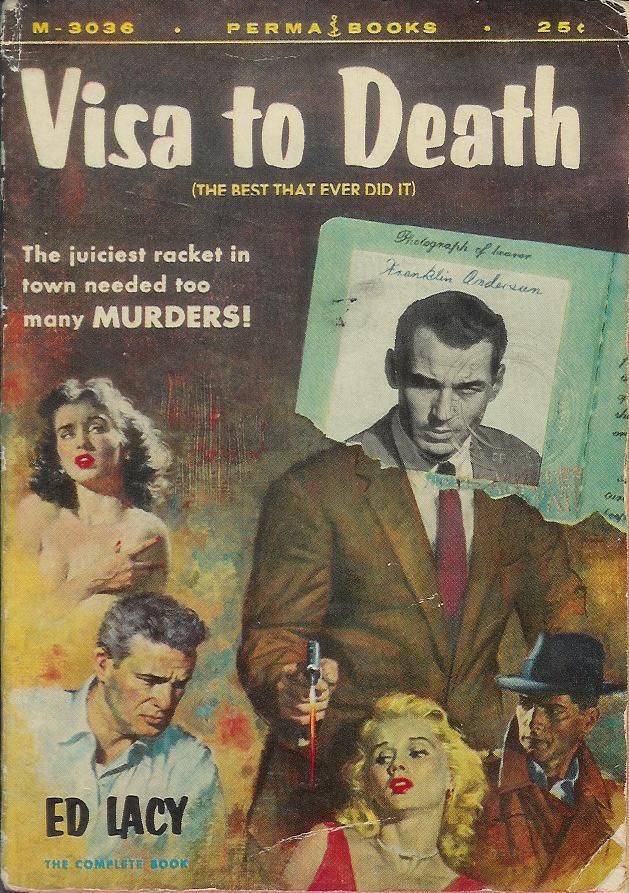 M-3036 • PERMA BOOKS • 25¢
Visa to Death
(THE BEST THAT EVER DID IT)
The juiciest racket in
town needed too
many MURDERS!
Photograph of bearer
Franklin Anderson
ED LACY
THE COMPLETE BOOK